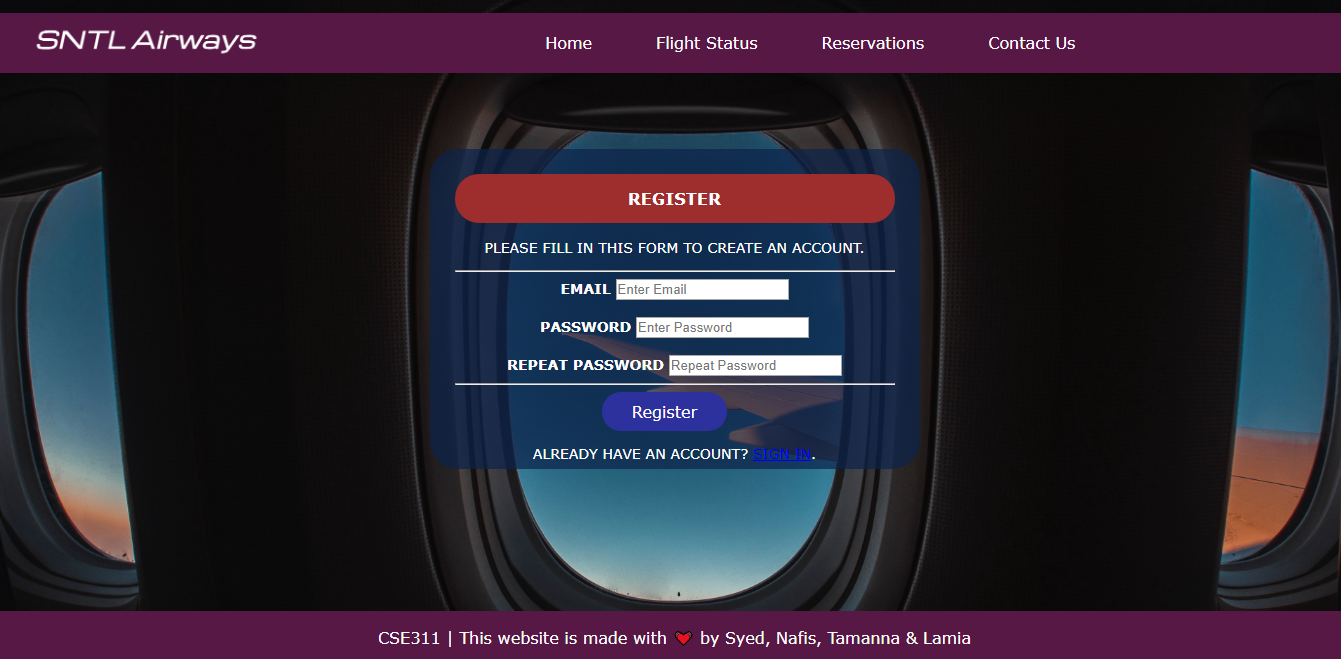 SNTL Airways
Home Flight Status Reservations Contact Us
REGISTER
PLEASE FILL IN THIS FORM TO CREATE AN ACCOUNT.
EMAIL Enter Email
PASSWORD Enter Password
REPEAT PASSWORD Repeat Password
Register
ALREADY HAVE AN ACCOUNT? SIGN IN.
CSE311 | This website is made with ❤ by Syed, Nafis, Tamanna & Lamia